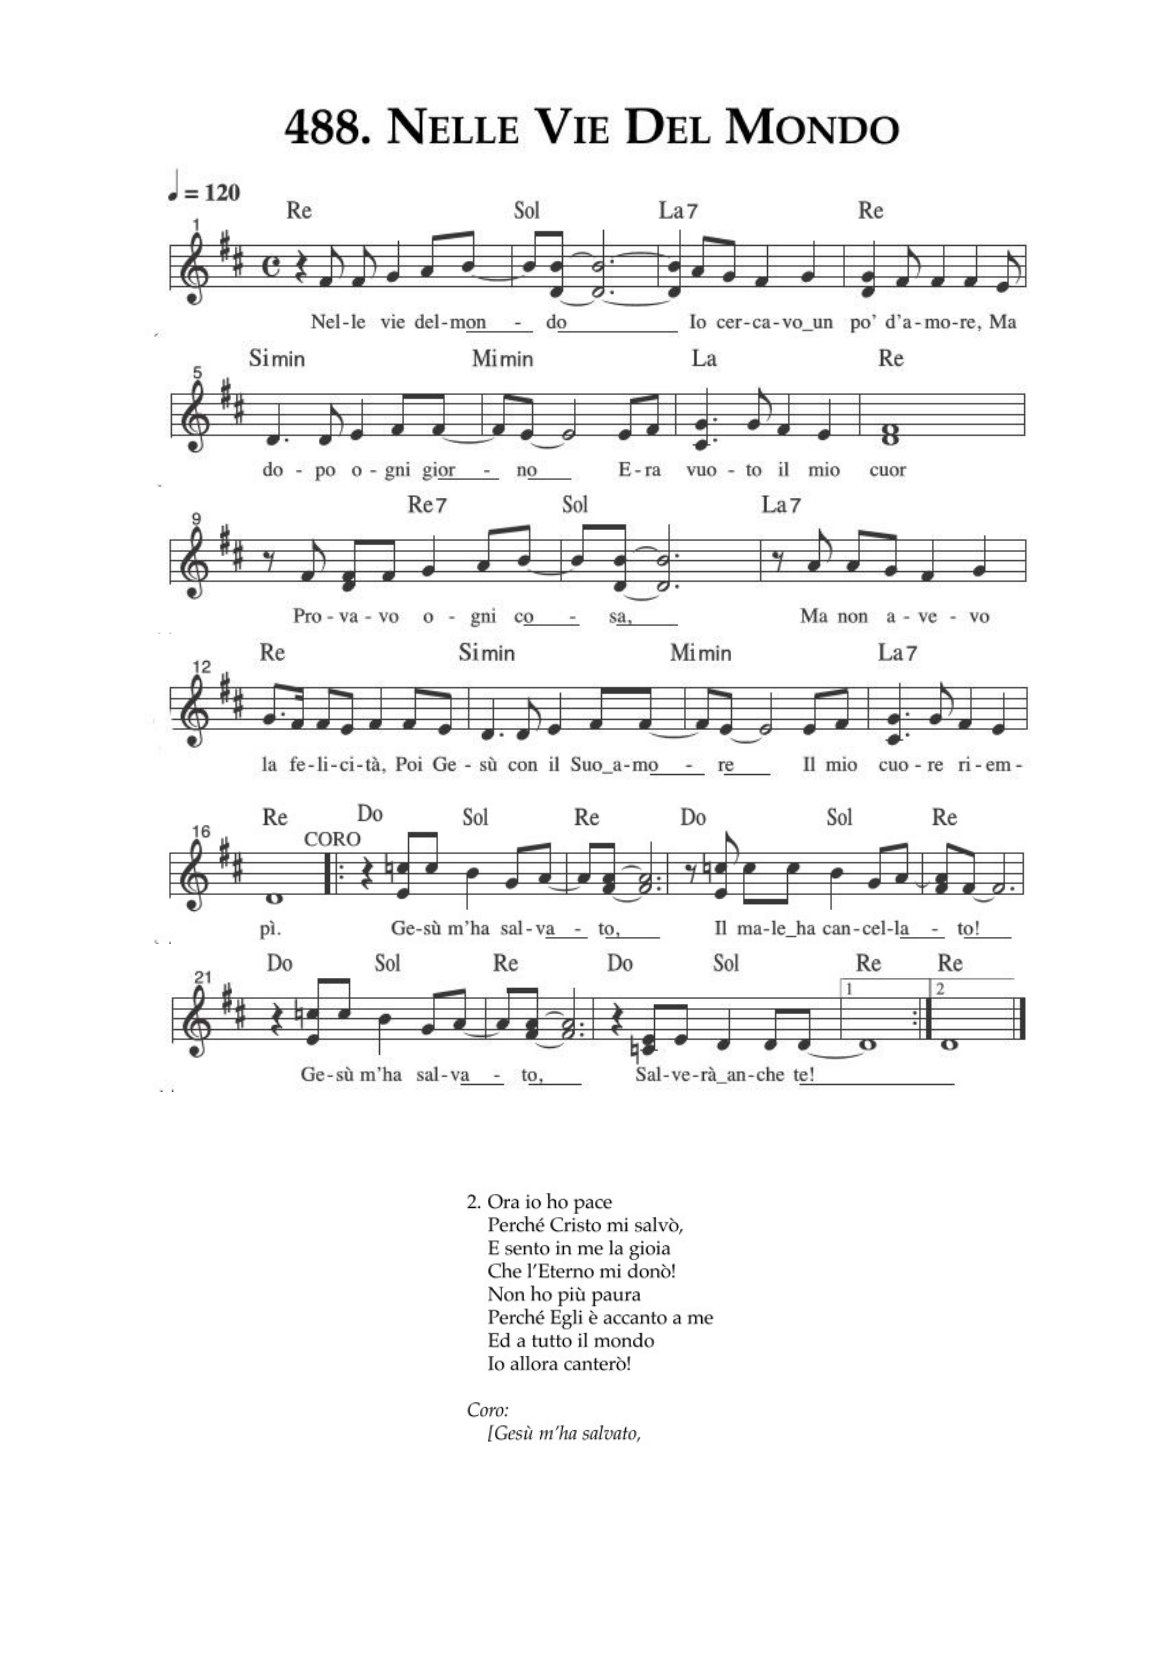 488. NELLE VIE DEL MONDO
= 120
Re Sol La7 Re
1
Nel-le vie del-mon - do Io cer-ca-vo_un po' d'a-mo-re, Ma
Simin Mimin La Re
5
do - po o - gni gior - no E-ra vuo - to il mio cuor
Re7 Sol La7
9
Pro - va - vo o - gni co - sa, Ma non a - ve - vo
Re Simin Mimin La7
12
la fe-li-ci-tà, Poi Ge - sù con il Suo_a-mo - re Il mio cuo - re ri-em-
Re Do Sol Re Do Sol Re
16 CORO
pì. Ge-sù m'ha sal-va - to, Il ma-le_ha can-cel-la - to!
Do Sol Re Do Sol Re Re
21 1 2
Ge-sù m'ha sal-va - to, Sal-ve-rà_an-che te!
2. Ora io ho pace
Perché Cristo mi salvò,
E sento in me la gioia
Che l'Eterno mi donò!
Non ho più paura
Perché Egli è accanto a me
Ed a tutto il mondo
Io allora canterò!
Coro:
[Gesù m'ha salvato,